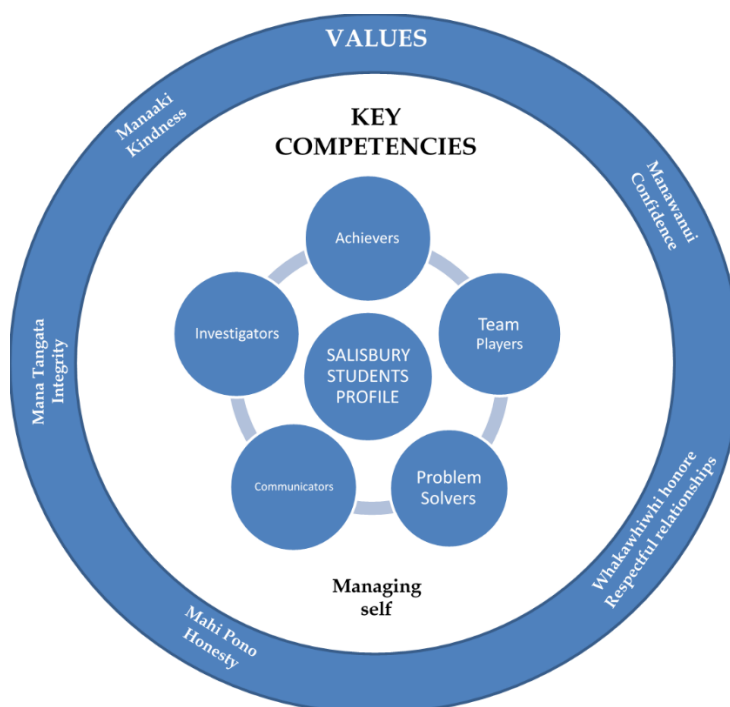 VALUES
Manaaki
Kindness
Manawanui
Confidence
KEY
COMPETENCIES
Achievers
Investigators
Team
Players
SALISBURY
STUDENTS
PROFILE
Mana Tangata
Integrity
Communicators
Problem
Solvers
Whakawhiwhi honore
Respectful relationships
Managing
self
Mahi Pono
Honesty